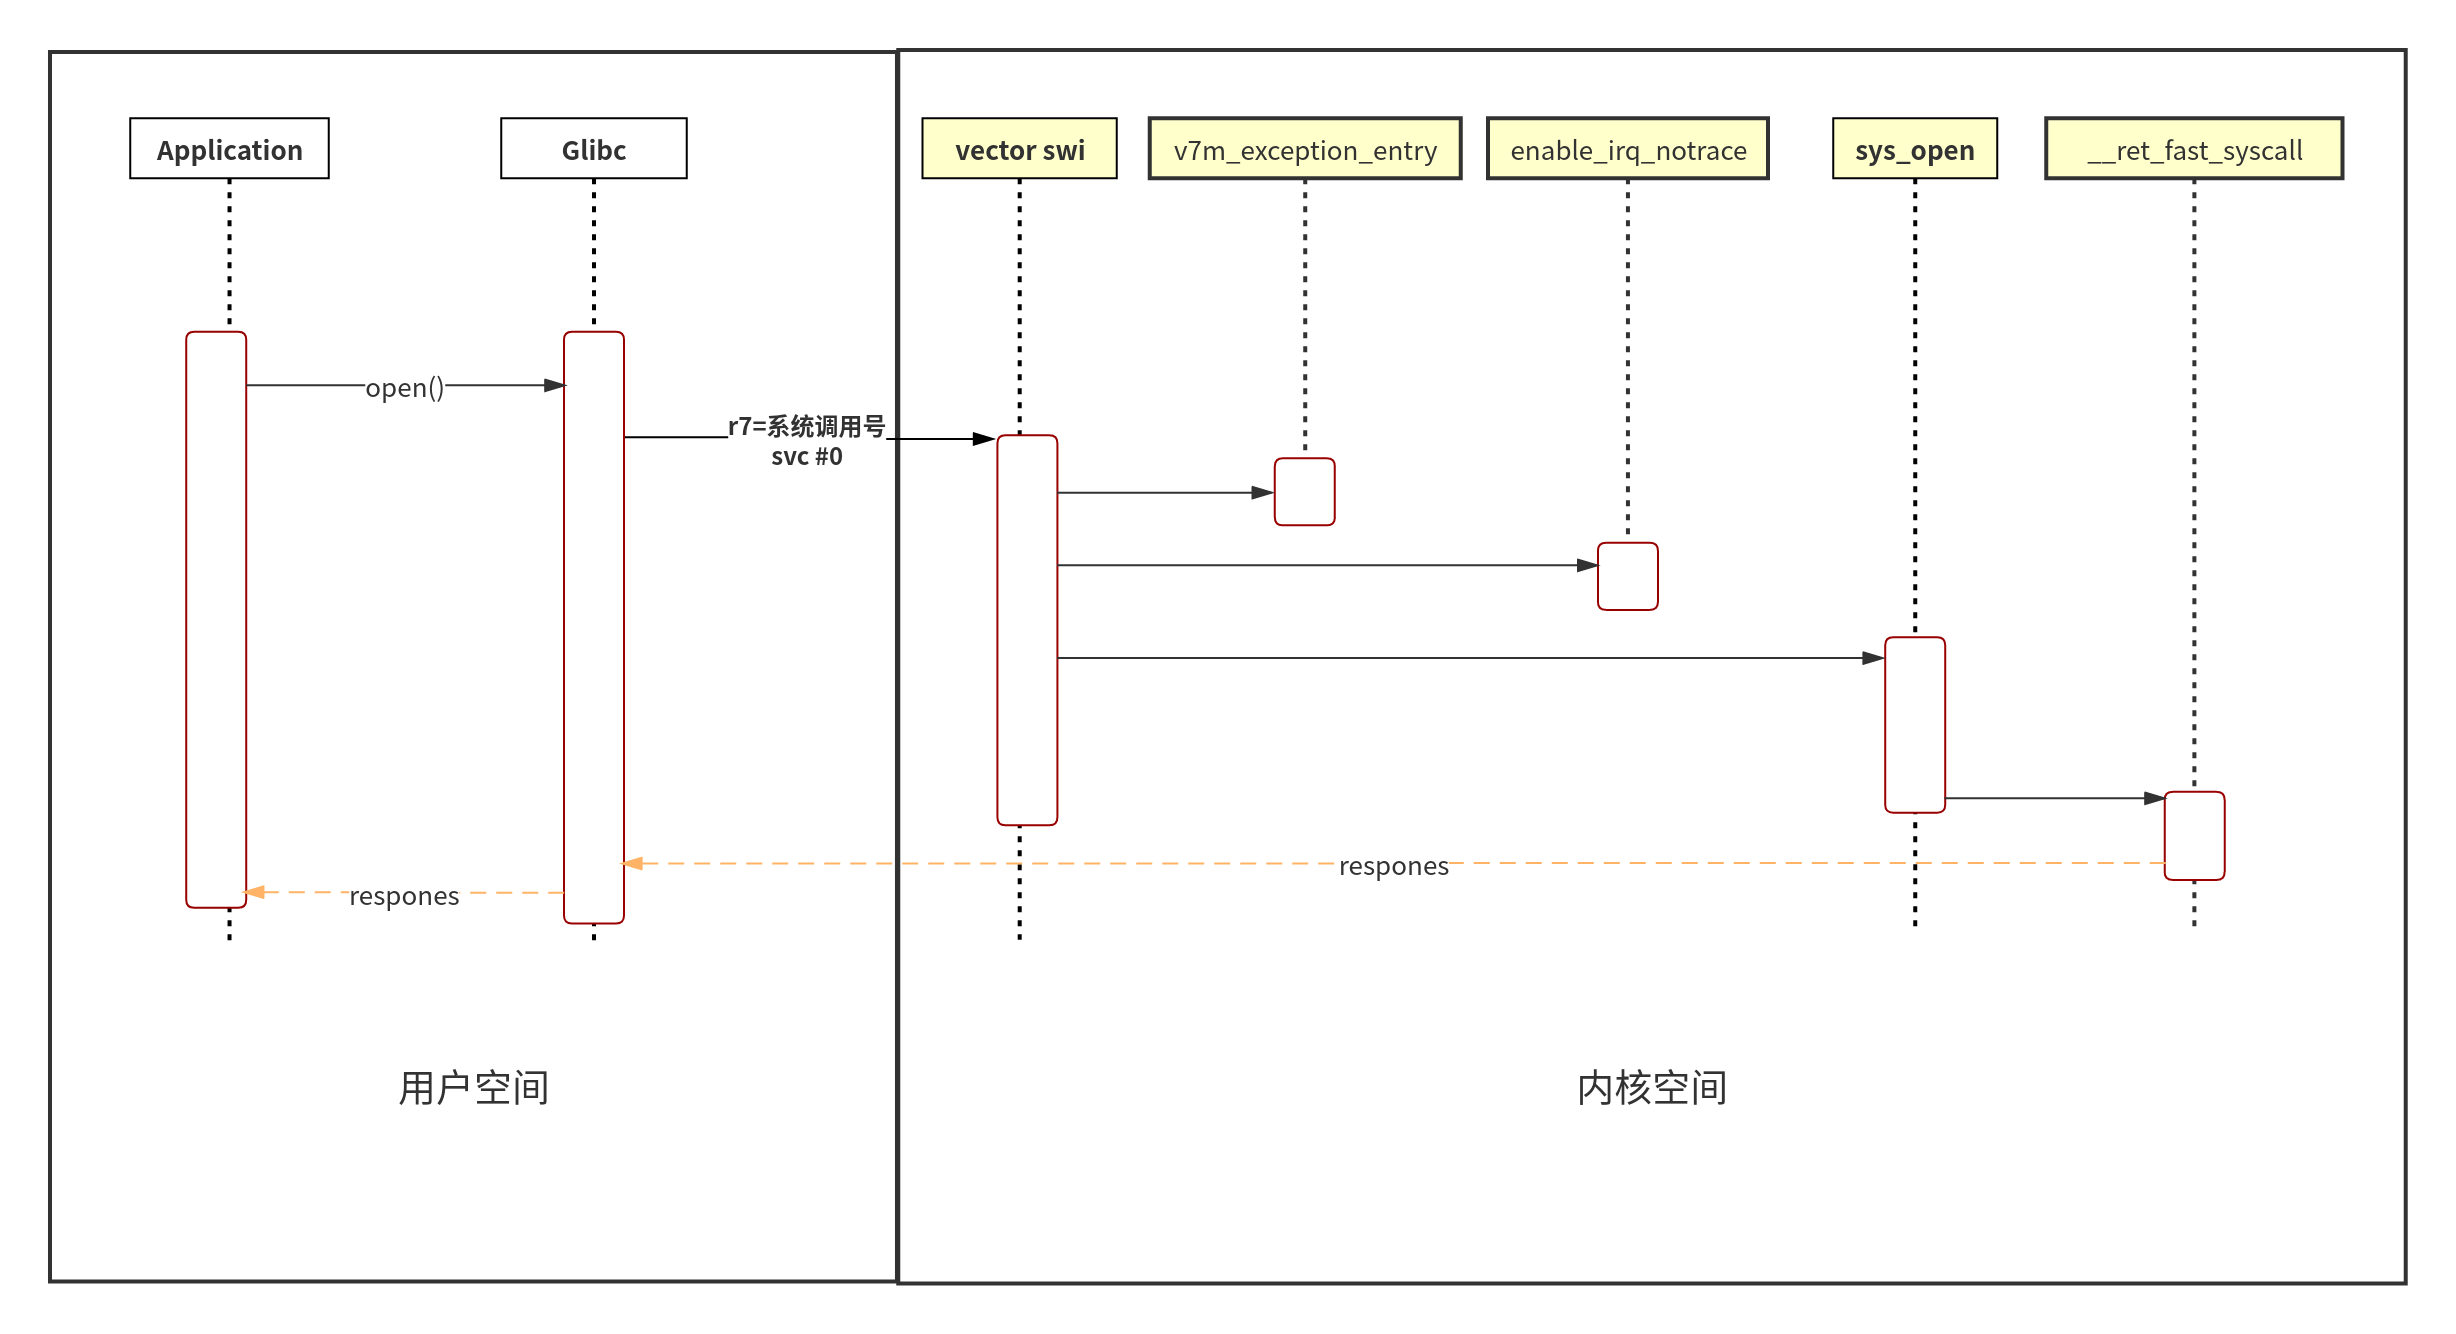 Application
Glibc
vector swi
v7m_exception_entry
enable_irq_notrace
sys_open
__ret_fast_syscall
open()
r7=系统调用号
svc #0
respones
respones
用户空间
内核空间